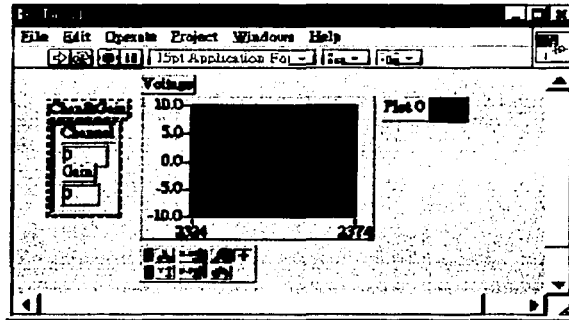 File Edit Operate Project Windows Help
15pt Application Fo
Voltage
Plot 0
Channel
0
Gain
0
10.0
5.0
0.0
-5.0
-10.0
2324 2374